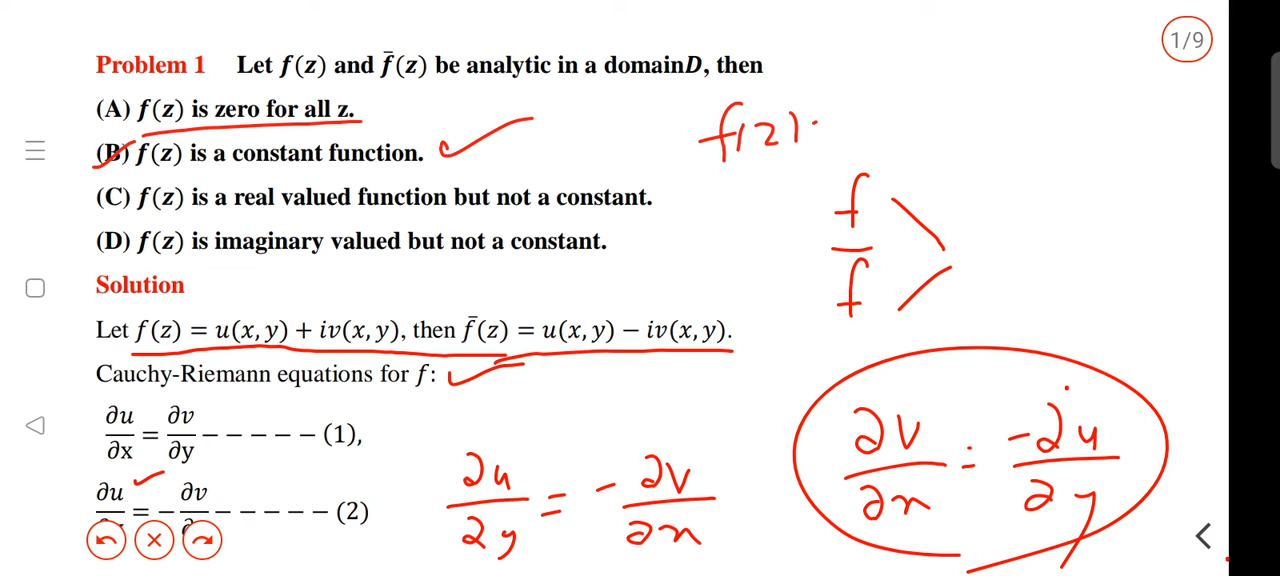 1/9
Problem 1 Let f(z) and f̄(z) be analytic in a domainD, then
(A) f(z) is zero for all z.
(B) f(z) is a constant function.
(C) f(z) is a real valued function but not a constant.
(D) f(z) is imaginary valued but not a constant.
Solution
Let f(z) = u(x, y) + iv(x, y), then f̄(z) = u(x, y) − iv(x, y).
Cauchy-Riemann equations for f:
∂u/∂x = ∂v/∂y − − − − − − (1),
∂u = − ∂v − − − − − − (2)
f(z)
f
f̄
∂u/∂y = − ∂v/∂x
∂v/∂x = −∂u/∂y